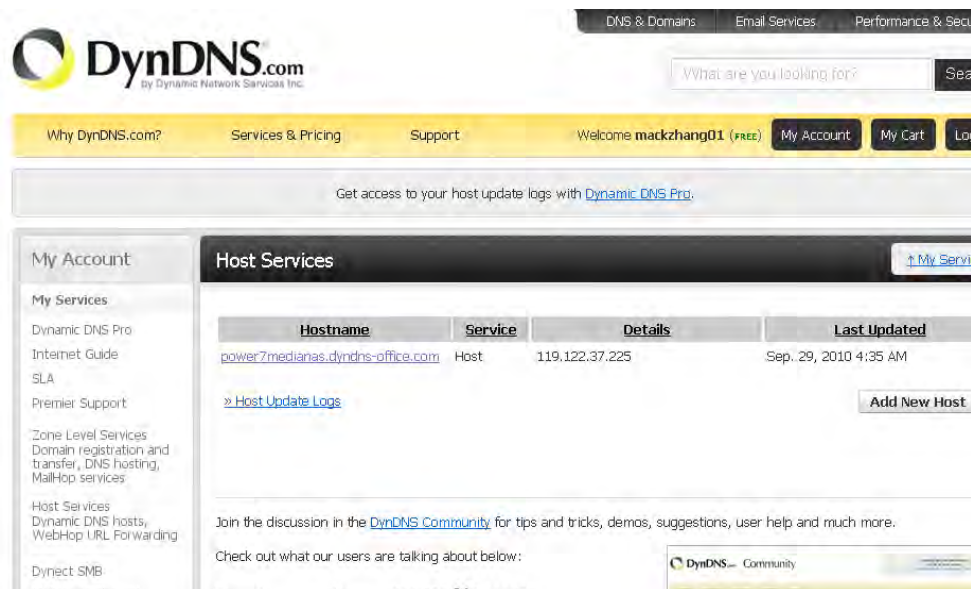 DNS & Domains Email Services Performance & Secu
DynDNS.com
by Dynamic Network Services Inc.
What are you looking for?
Sea
Why DynDNS.com? Services & Pricing Support Welcome mackzhang01 (FREE) My Account My Cart Lo
Get access to your host update logs with Dynamic DNS Pro.
My Account
My Services
Dynamic DNS Pro
Internet Guide
SLA
Premier Support
Zone Level Services
Domain registration and
transfer, DNS hosting,
MailHop services
Host Services
Dynamic DNS hosts,
WebHop URL Forwarding
Dynect SMB
Host Services
↑ My Servi
Hostname Service Details Last Updated
power7medianas.dyndns-office.com Host 119.122.37.225 Sep. 29, 2010 4:35 AM
» Host Update Logs
Add New Host
Join the discussion in the DynDNS Community for tips and tricks, demos, suggestions, user help and much more.
Check out what our users are talking about below:
DynDNS Community